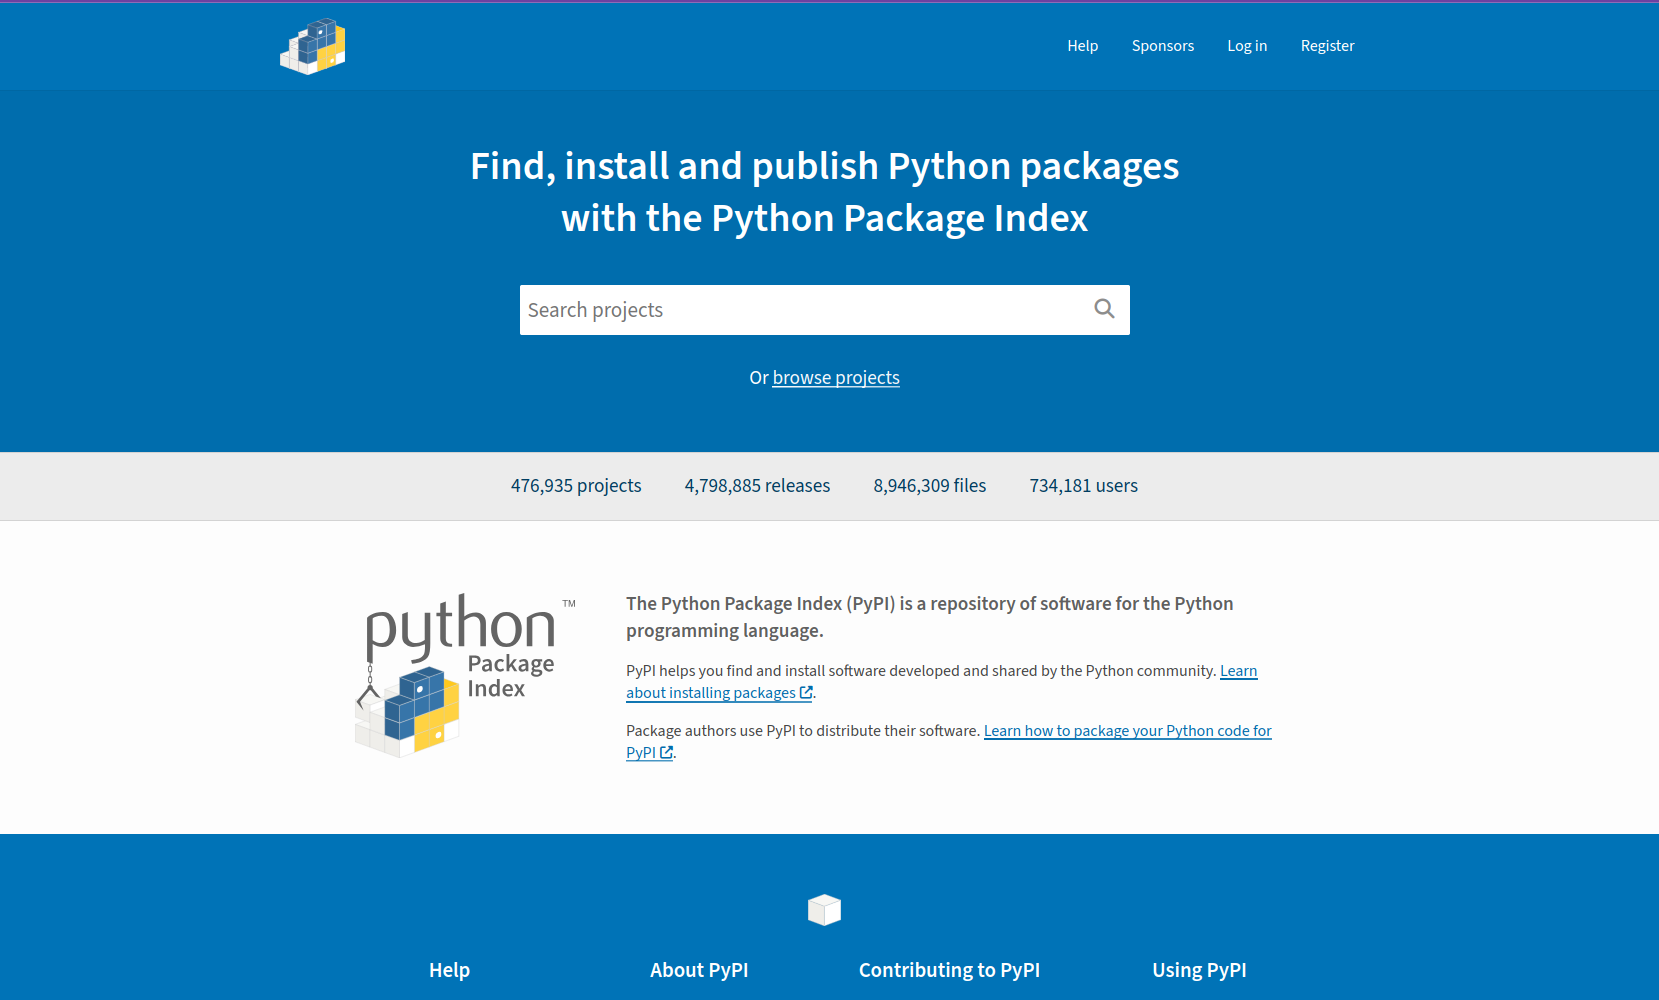 Help Sponsors Log in Register
Find, install and publish Python packages
with the Python Package Index
Search projects
Or browse projects
476,935 projects 4,798,885 releases 8,946,309 files 734,181 users
python TM
Package
Index
The Python Package Index (PyPI) is a repository of software for the Python
programming language.
PyPI helps you find and install software developed and shared by the Python community. Learn
about installing packages.
Package authors use PyPI to distribute their software. Learn how to package your Python code for
PyPI.
Help About PyPI Contributing to PyPI Using PyPI